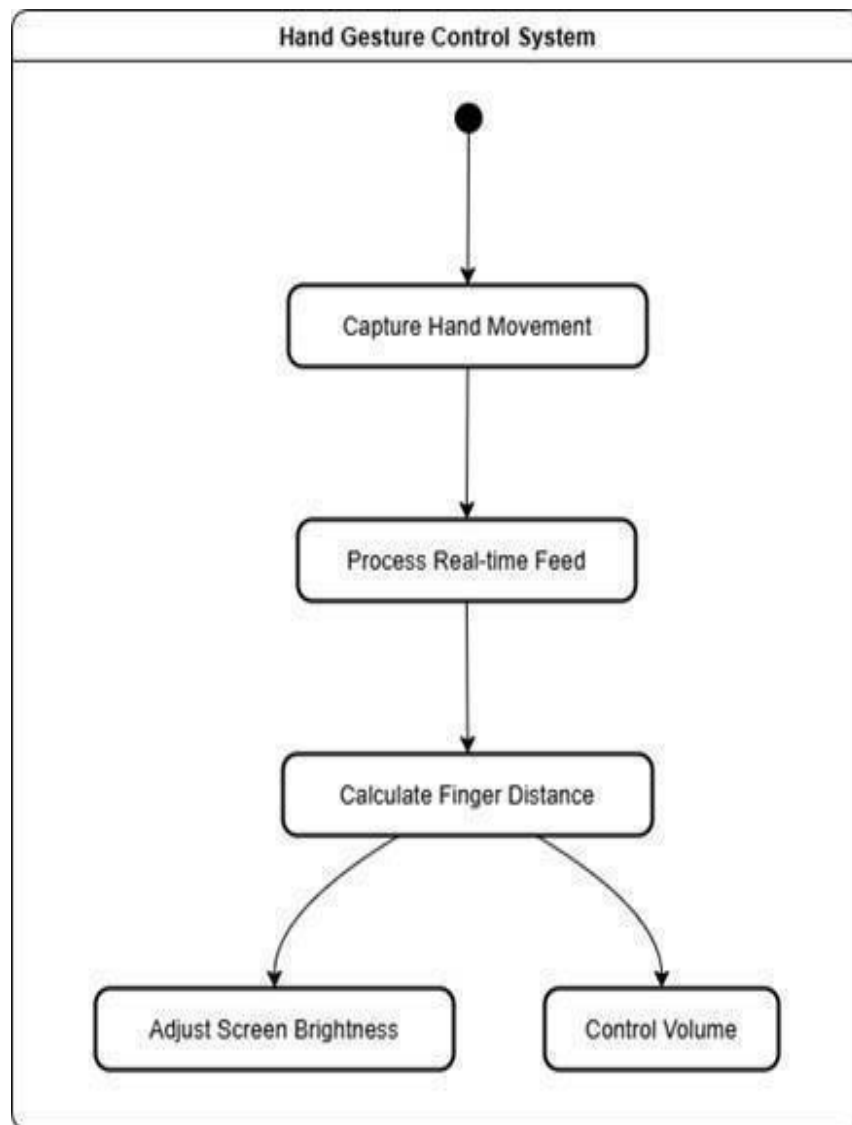 Hand Gesture Control System
Capture Hand Movement
Process Real-time Feed
Calculate Finger Distance
Adjust Screen Brightness
Control Volume